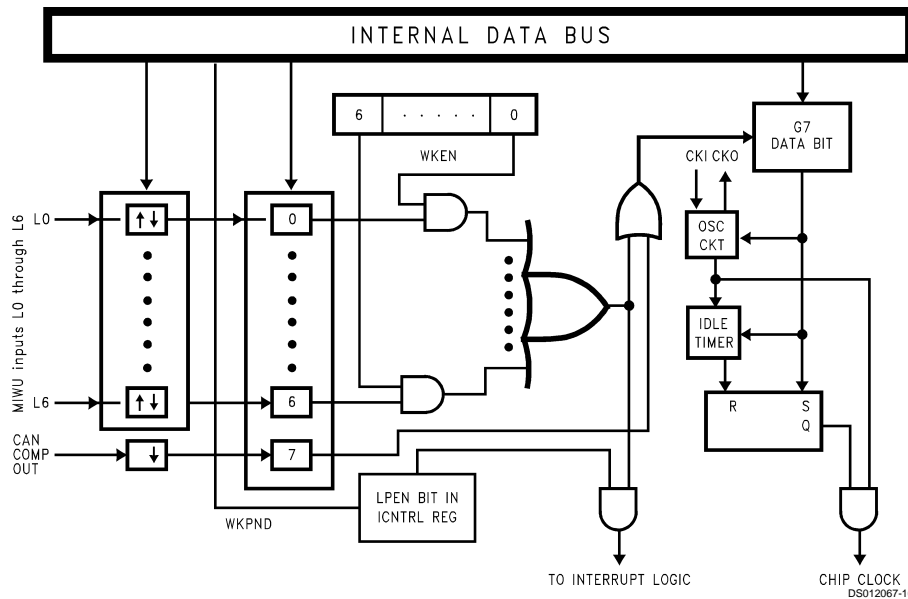 INTERNAL DATA BUS
6 · · · · · 0
WKEN
CKI CKO
G7
DATA BIT
MIWU inputs L0 through L6
L0
↑↓
0
OSC
CKT
IDLE
TIMER
L6
↑↓
6
R S
Q
CAN
COMP
OUT
↓
7
LPEN BIT IN
ICNTRL REG
WKPND
TO INTERRUPT LOGIC
CHIP CLOCK